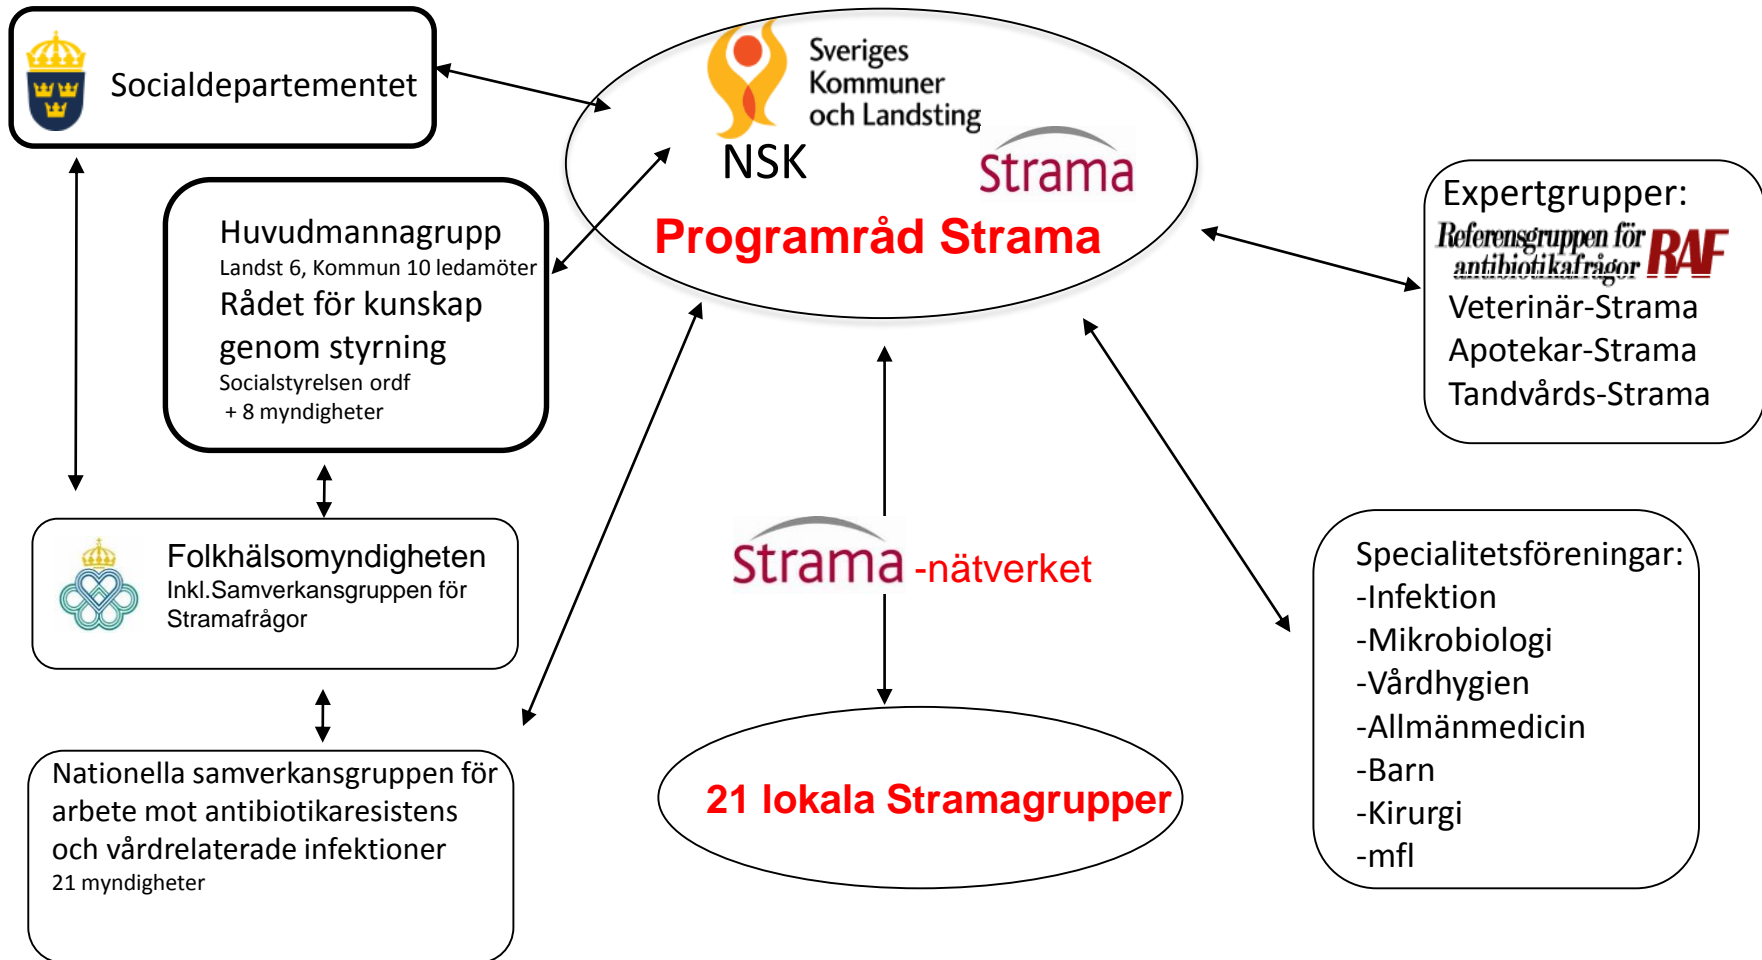 Socialdepartementet
Sveriges
Kommuner
och Landsting
NSK
Strama
Programråd Strama
Huvudmannagrupp
Landst 6, Kommun 10 ledamöter
Rådet för kunskap
genom styrning
Socialstyrelsen ordf
+ 8 myndigheter
Expertgrupper:
Referensgruppen för
antibiotikafrågor RAF
Veterinär-Strama
Apotekar-Strama
Tandvårds-Strama
Folkhälsomyndigheten
Inkl.Samverkansgruppen för
Stramafrågor
Strama -nätverket
Specialitetsföreningar:
-Infektion
-Mikrobiologi
-Vårdhygien
-Allmänmedicin
-Barn
-Kirurgi
-mfl
Nationella samverkansgruppen för
arbete mot antibiotikaresistens
och vårdrelaterade infektioner
21 myndigheter
21 lokala Stramagrupper